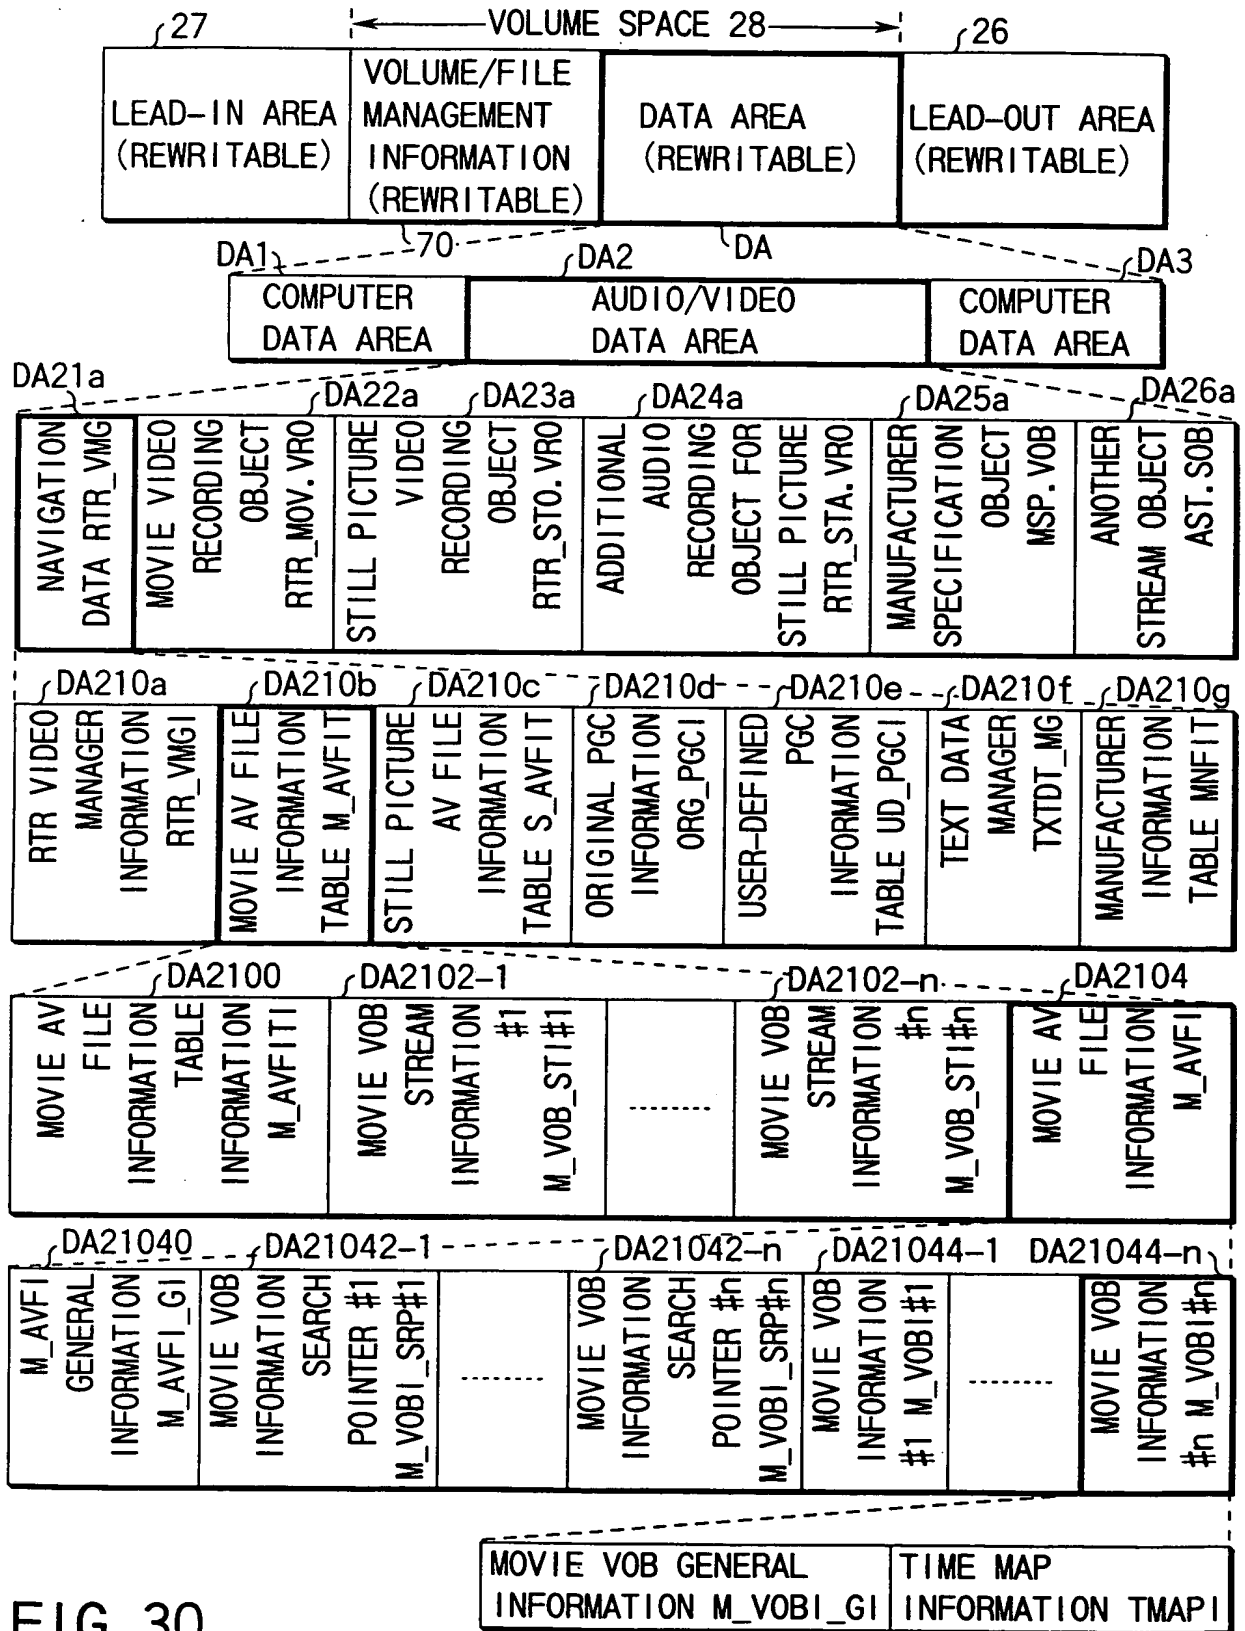 27
VOLUME SPACE 28
26
LEAD-IN AREA
(REWRITABLE)
VOLUME/FILE
MANAGEMENT
INFORMATION
(REWRITABLE)
DATA AREA
(REWRITABLE)
LEAD-OUT AREA
(REWRITABLE)
70
DA
DA1
DA2
DA3
COMPUTER
DATA AREA
AUDIO/VIDEO
DATA AREA
COMPUTER
DATA AREA
DA21a
DA22a
DA23a
DA24a
DA25a
DA26a
NAVIGATION
DATA RTR_VMG
MOVIE VIDEO
RECORDING
OBJECT
RTR_MOV.VRO
STILL PICTURE
VIDEO
RECORDING
OBJECT
RTR_STO.VRO
ADDITIONAL
AUDIO
RECORDING
OBJECT FOR
STILL PICTURE
RTR_STA.VRO
MANUFACTURER
SPECIFICATION
OBJECT
MSP.VOB
ANOTHER
STREAM OBJECT
AST.SOB
DA210a
DA210b
DA210c
DA210d
DA210e
DA210f
DA210g
RTR VIDEO
MANAGER
INFORMATION
RTR_VMGI
MOVIE AV FILE
INFORMATION
TABLE M_AVFIT
STILL PICTURE
AV FILE
INFORMATION
TABLE S_AVFIT
ORIGINAL PGC
INFORMATION
ORG_PGCI
USER-DEFINED
PGC
INFORMATION
TABLE UD_PGCI
TEXT DATA
MANAGER
TXTDT_MG
MANUFACTURER
INFORMATION
TABLE MNFIT
DA2100
DA2102-1
DA2102-n
DA2104
MOVIE AV
FILE
INFORMATION
TABLE
INFORMATION
M_AVFITI
MOVIE VOB
STREAM
INFORMATION
#1
M_VOB_STI#1
MOVIE VOB
STREAM
INFORMATION
#n
M_VOB_STI#n
MOVIE AV
FILE
INFORMATION
M_AVFI
DA21040
DA21042-1
DA21042-n
DA21044-1
DA21044-n
M_AVFI
GENERAL
INFORMATION
M_AVFI_GI
MOVIE VOB
INFORMATION
SEARCH
POINTER #1
M_VOBI_SRP#1
MOVIE VOB
INFORMATION
SEARCH
POINTER #n
M_VOBI_SRP#n
MOVIE VOB
INFORMATION
#1 M_VOBI#1
MOVIE VOB
INFORMATION
#n M_VOBI#n
MOVIE VOB GENERAL
INFORMATION M_VOBI_GI
TIME MAP
INFORMATION TMAPI
FIG. 30